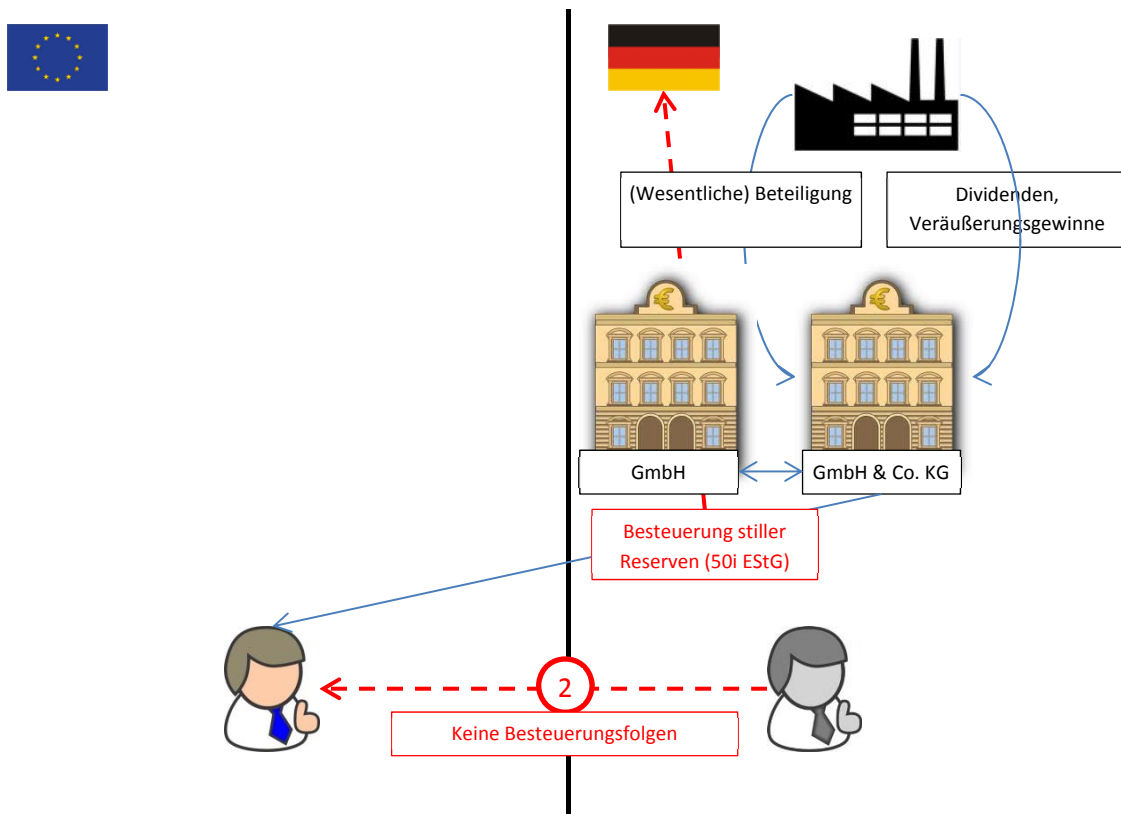 (Wesentliche) Beteiligung
Dividenden,
Veräußerungsgewinne
€
€
GmbH
GmbH & Co. KG
Besteuerung stiller
Reserven (50i EStG)
2
Keine Besteuerungsfolgen